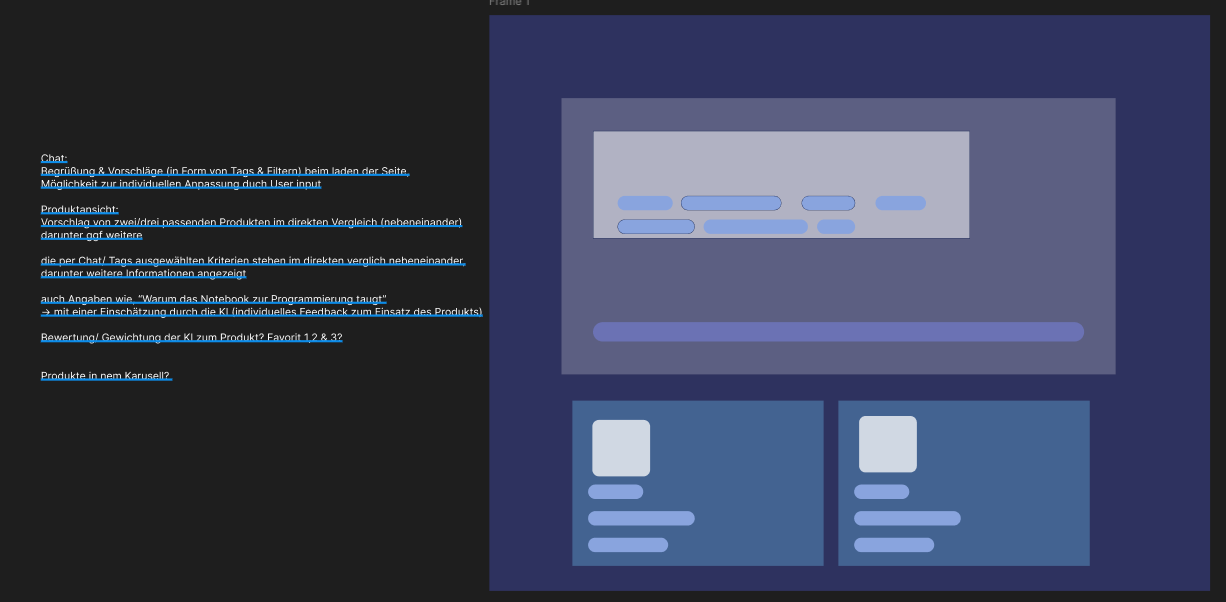 Frame 1
Chat:
Begrüßung & Vorschläge (in Form von Tags & Filtern) beim laden der Seite,
Möglichkeit zur individuellen Anpassung duch User input
Produktansicht:
Vorschlag von zwei/drei passenden Produkten im direkten Vergleich (nebeneinander)
darunter ggf weitere
die per Chat/ Tags ausgewählten Kriterien stehen im direkten verglich nebeneinander,
darunter weitere Informationen angezeigt
auch Angaben wie, “Warum das Notebook zur Programmierung taugt”
→ mit einer Einschätzung durch die KI (individuelles Feedback zum Einsatz des Produkts)
Bewertung/ Gewichtung der KI zum Produkt? Favorit 1,2 & 3?
Produkte in nem Karusell?